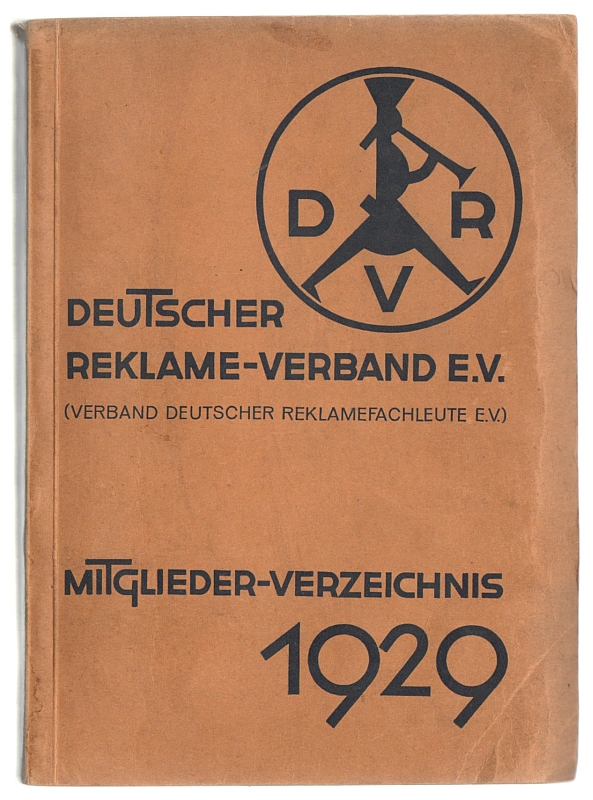 D R
V
DEUTSCHER
REKLAME-VERBAND E.V.
(VERBAND DEUTSCHER REKLAMEFACHLEUTE E.V.)
MITGLIEDER-VERZEICHNIS
1929